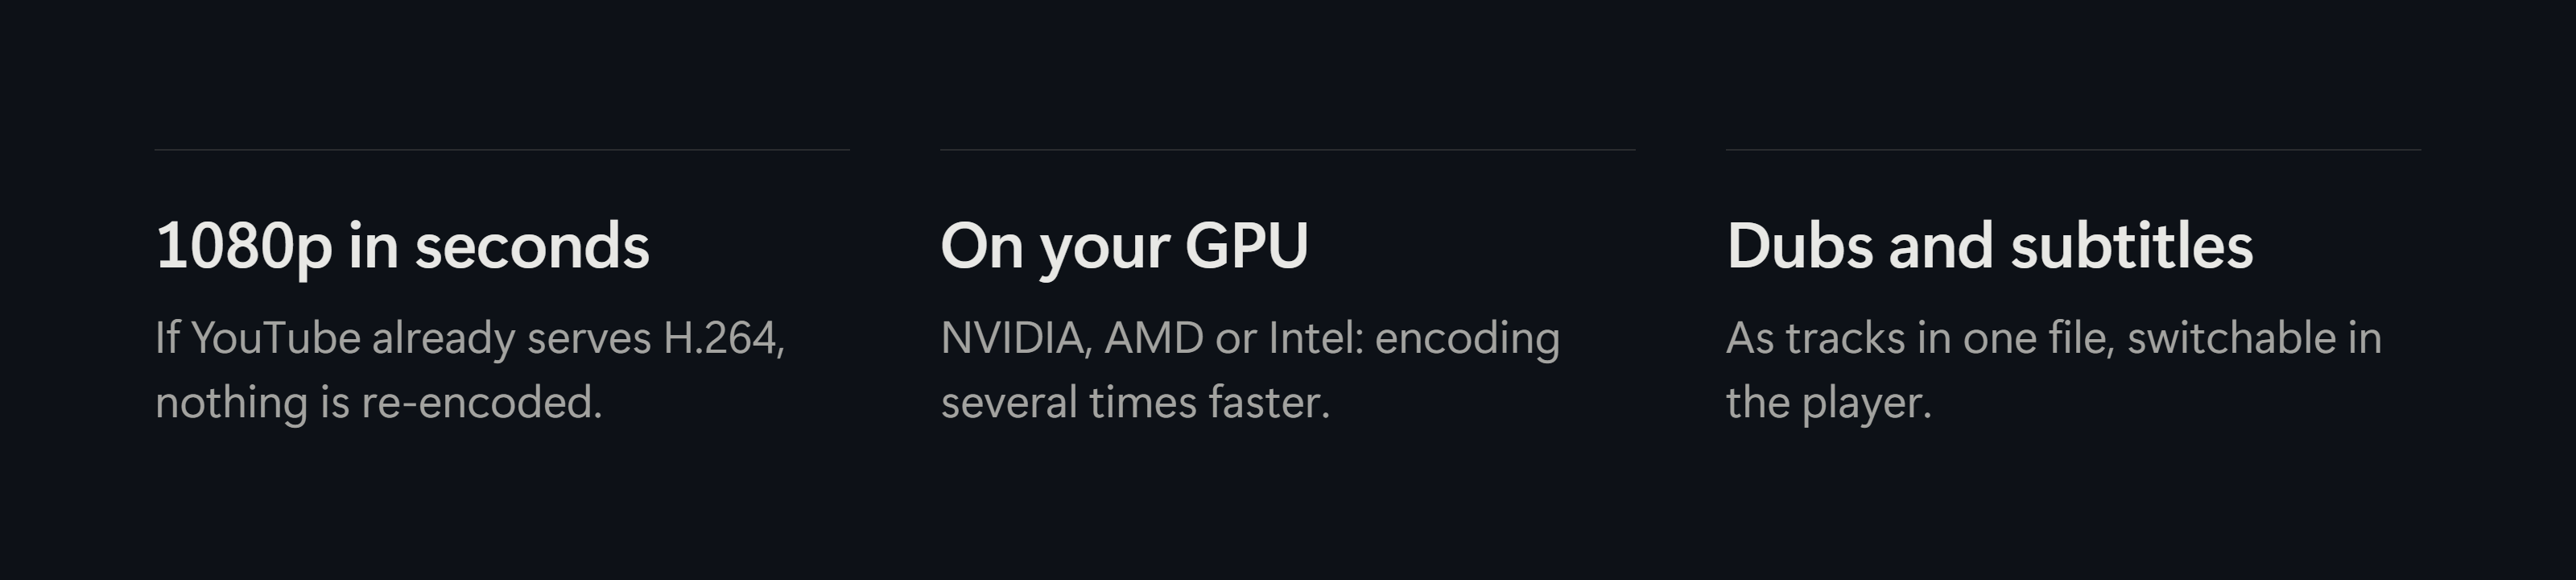 1080p in seconds
If YouTube already serves H.264,
nothing is re-encoded.
On your GPU
NVIDIA, AMD or Intel: encoding
several times faster.
Dubs and subtitles
As tracks in one file, switchable in
the player.